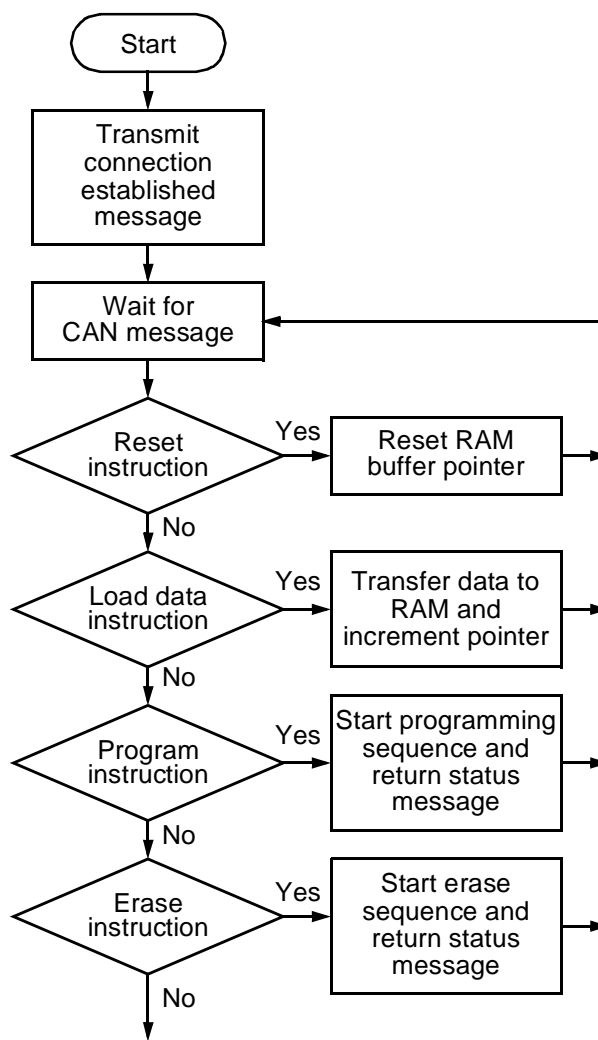 Start
Transmit
connection
established
message
Wait for
CAN message
Reset
instruction
Yes
Reset RAM
buffer pointer
No
Load data
instruction
Yes
Transfer data to
RAM and
increment pointer
No
Program
instruction
Yes
Start programming
sequence and
return status
message
No
Erase
instruction
Yes
Start erase
sequence and
return status
message
No